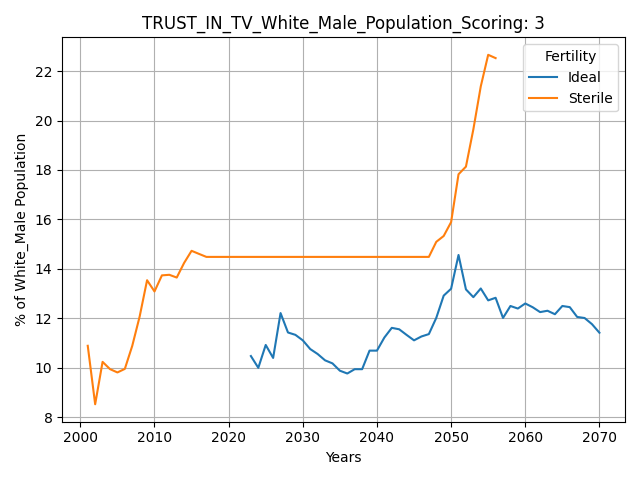 TRUST_IN_TV_White_Male_Population_Scoring: 3
Fertility
Ideal
Sterile
% of White_Male Population
22
20
18
16
14
12
10
8
2000 2010 2020 2030 2040 2050 2060 2070
Years